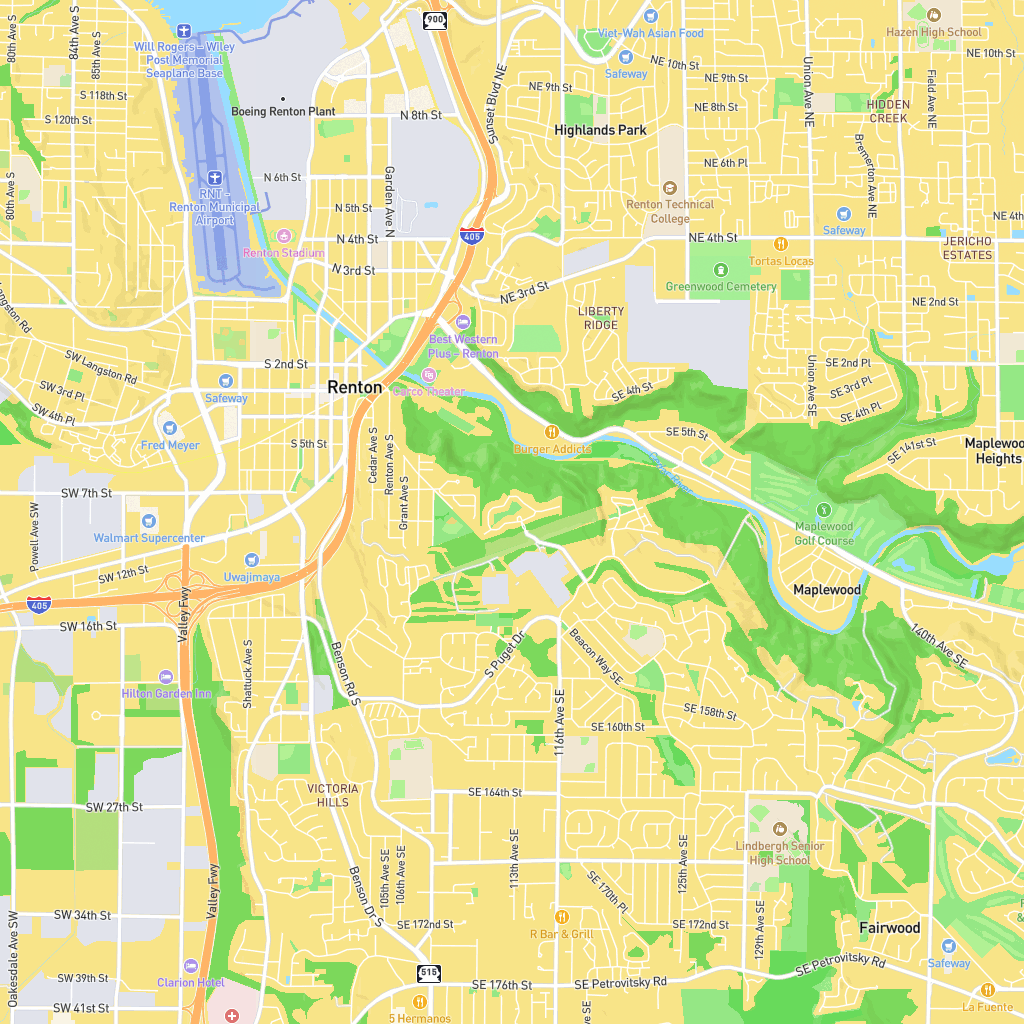 900
80th Ave S
84th Ave S
85th Ave S
Will Rogers – Wiley
Post Memorial
Seaplane Base
Viet-Wah Asian Food
Hazen High School
Safeway
NE 10th St
NE 10th St
NE 9th St
NE 9th St
S 118th St
Boeing Renton Plant
N 8th St
Sunset Blvd NE
NE 8th St
Union Ave NE
Field Ave NE
HIDDEN
CREEK
S 120th St
Highlands Park
Bremerton Ave NE
NE 6th Pl
80th Ave S
N 6th St
Garden Ave N
RNT –
Renton Municipal
Airport
N 5th St
Renton Technical
College
NE 4th St
Safeway
N 4th St
405
NE 4th St
Renton Stadium
Tortas Locas
JERICHO
ESTATES
N 3rd St
NE 3rd St
Greenwood Cemetery
Langston Rd
LIBERTY
RIDGE
NE 2nd St
Best Western
Plus – Renton
SW Langston Rd
S 2nd St
SE 2nd Pl
Union Ave SE
SE 3rd Pl
SW 3rd Pl
Safeway
Renton
Carco Theater
SE 4th St
SE 4th Pl
SW 4th Pl
Fred Meyer
S 5th St
Cedar Ave S
Renton Ave S
Burger Addicts
SE 5th St
SE 141st St
Maplewood
Heights
Cedar River
SW 7th St
Grant Ave S
Powell Ave SW
Walmart Supercenter
Maplewood
Golf Course
SW 12th St
Uwajimaya
Maplewood
405
Valley Fwy
SW 16th St
140th Ave SE
Shattuck Ave S
Benson Rd S
S Puget Dr
Beacon Way SE
Hilton Garden Inn
116th Ave SE
SE 158th St
SE 160th St
VICTORIA
HILLS
SE 164th St
SW 27th St
Lindbergh Senior
High School
113th Ave SE
125th Ave SE
105th Ave SE
106th Ave SE
Valley Fwy
Benson Dr S
SE 170th Pl
SW 34th St
SE 172nd St
SE 172nd St
129th Ave SE
R Bar & Grill
Fairwood
Oakesdale Ave SW
Safeway
SW 39th St
Clarion Hotel
515
SE 176th St
SE Petrovitsky Rd
SE Petrovitsky Rd
SW 41st St
5 Hermanos
La Fuente